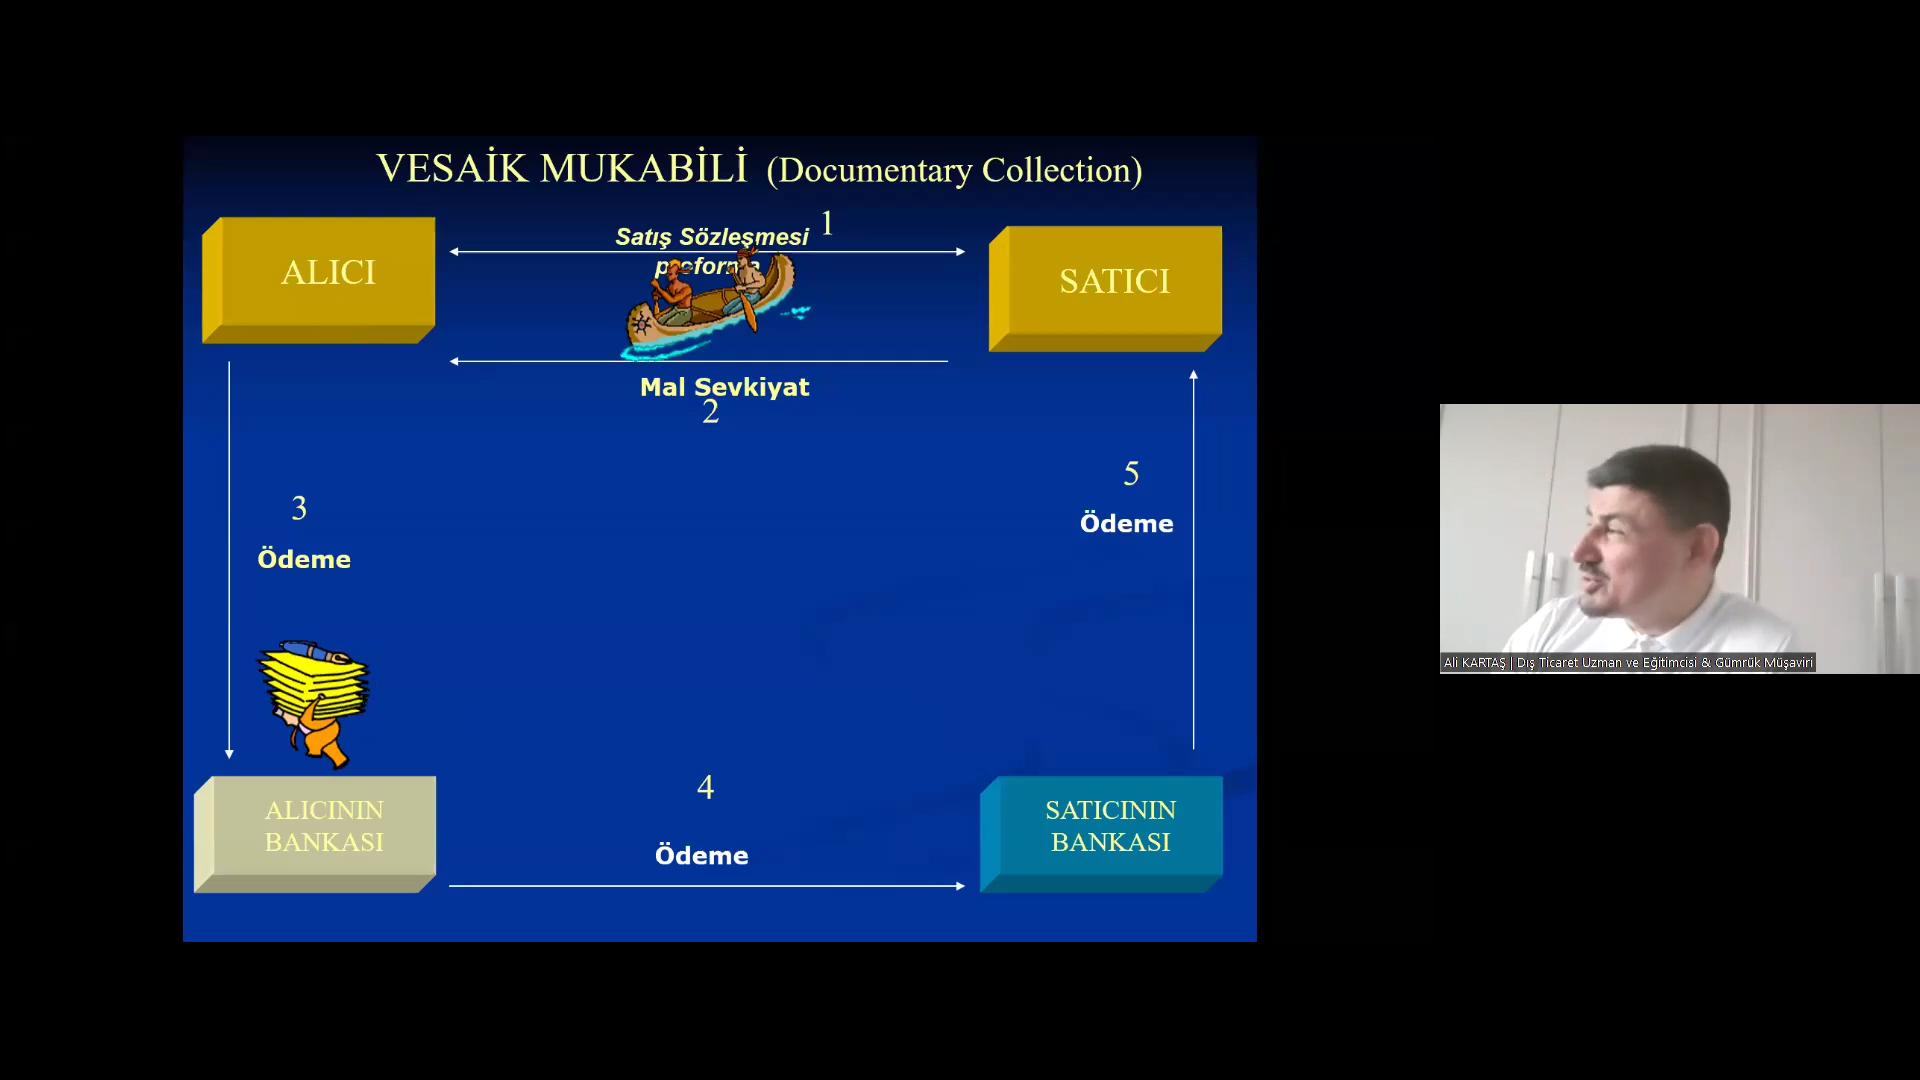 VESAİK MUKABİLİ (Documentary Collection)
1
Satış Sözleşmesi
ALICI
SATICI
Mal Sevkiyat
2
5
Ödeme
3
Ödeme
4
ALICININ
BANKASI
SATICININ
BANKASI
Ödeme
Ali KARTAŞ | Dış Ticaret Uzman ve Eğitimcisi & Gümrük Müşaviri